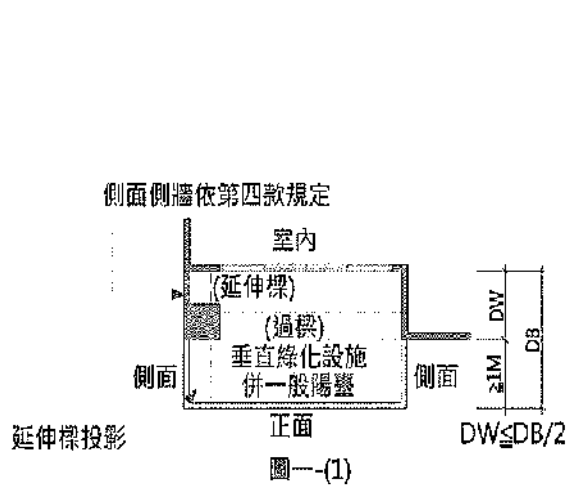 側面側牆依第四款規定
室內
(延伸樑)
(過樑)
垂直綠化設施
併一般陽臺
側面
側面
正面
延伸樑投影
DW
DB
≥1M
DW≦DB/2
圖一-(1)